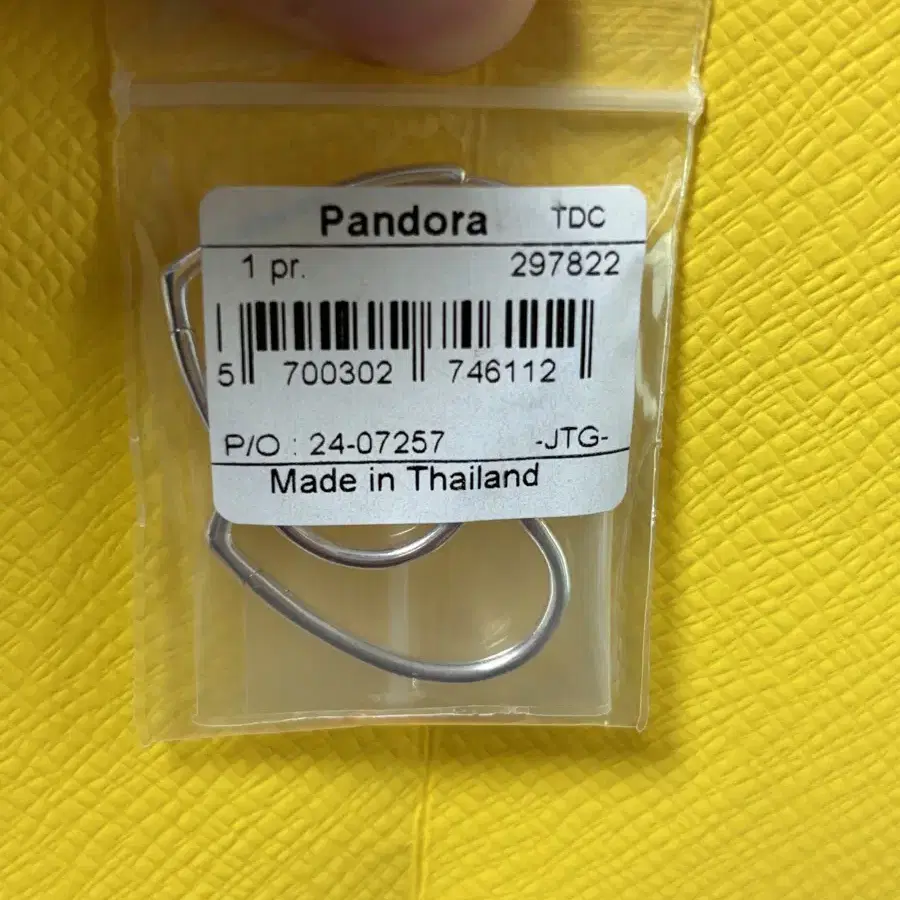 Pandora TDC
1 pr. 297822
5 700302 746112
P/O : 24-07257 -JTG-
Made in Thailand